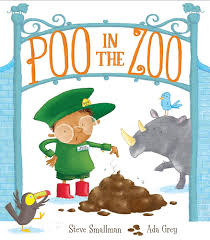 POO IN THE ZOO
Steve Smallman • Ada Grey